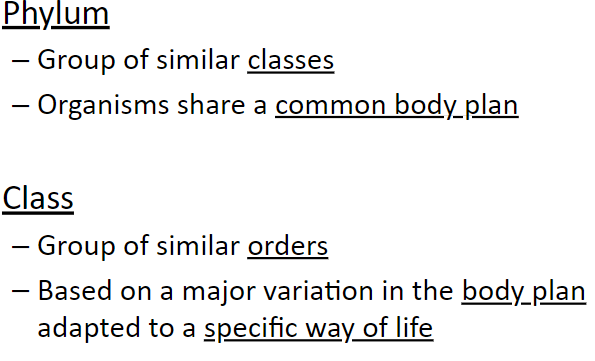 Phylum
– Group of similar classes
– Organisms share a common body plan
Class
– Group of similar orders
– Based on a major variation in the body plan
adapted to a specific way of life